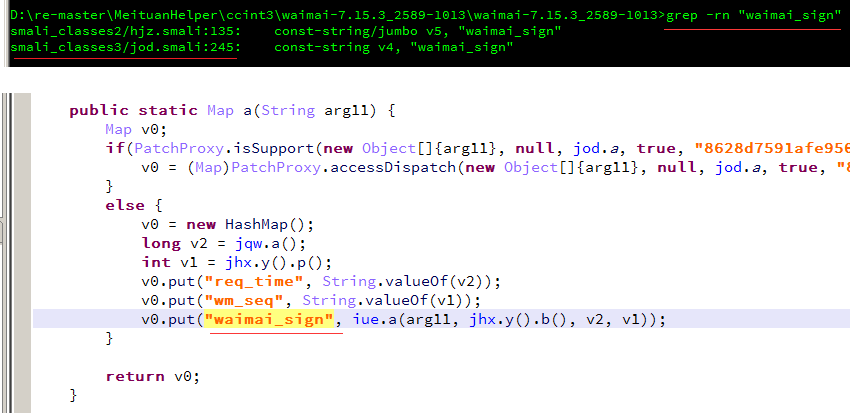 D:\re-master\MeituanHelper\ccint3\waimai-7.15.3_2589-1013\waimai-7.15.3_2589-1013>grep -rn "waimai_sign"
smali_classes2/hjz.smali:135:    const-string/jumbo v5, "waimai_sign"
smali_classes3/jod.smali:245:    const-string v4, "waimai_sign"
public static Map a(String arg11) {
Map v0;
if(PatchProxy.isSupport(new Object[]{arg11}, null, jod.a, true, "8628d7591afe956
v0 = (Map)PatchProxy.accessDispatch(new Object[]{arg11}, null, jod.a, true, "8
}
else {
v0 = new HashMap();
long v2 = jqw.a();
int v1 = jhx.y().p();
v0.put("req_time", String.valueOf(v2));
v0.put("wm_seq", String.valueOf(v1));
v0.put("waimai_sign", iue.a(arg11, jhx.y().b(), v2, v1));
}
return v0;
}